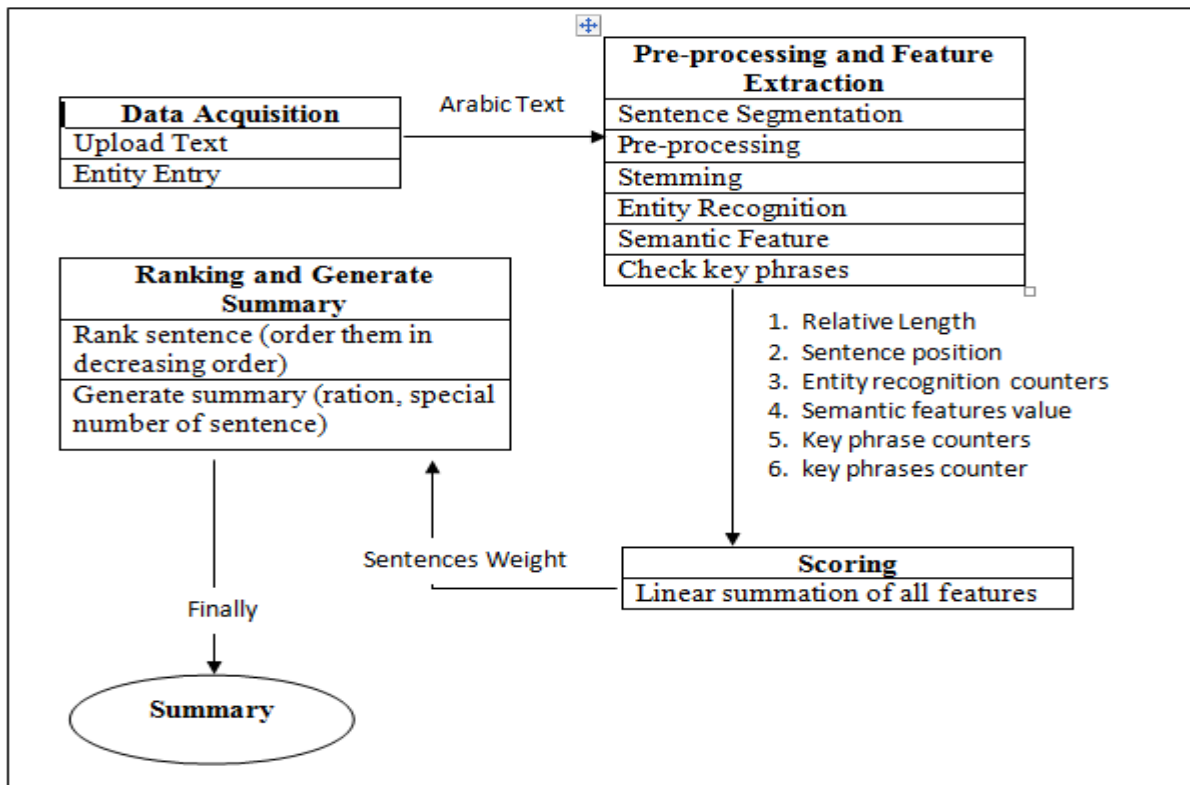 Data Acquisition
Upload Text
Entity Entry
Arabic Text
Pre-processing and Feature
Extraction
Sentence Segmentation
Pre-processing
Stemming
Entity Recognition
Semantic Feature
Check key phrases
1. Relative Length
2. Sentence position
3. Entity recognition counters
4. Semantic features value
5. Key phrase counters
6. key phrases counter
Scoring
Linear summation of all features
Sentences Weight
Ranking and Generate
Summary
Rank sentence (order them in
decreasing order)
Generate summary (ration, special
number of sentence)
Finally
Summary